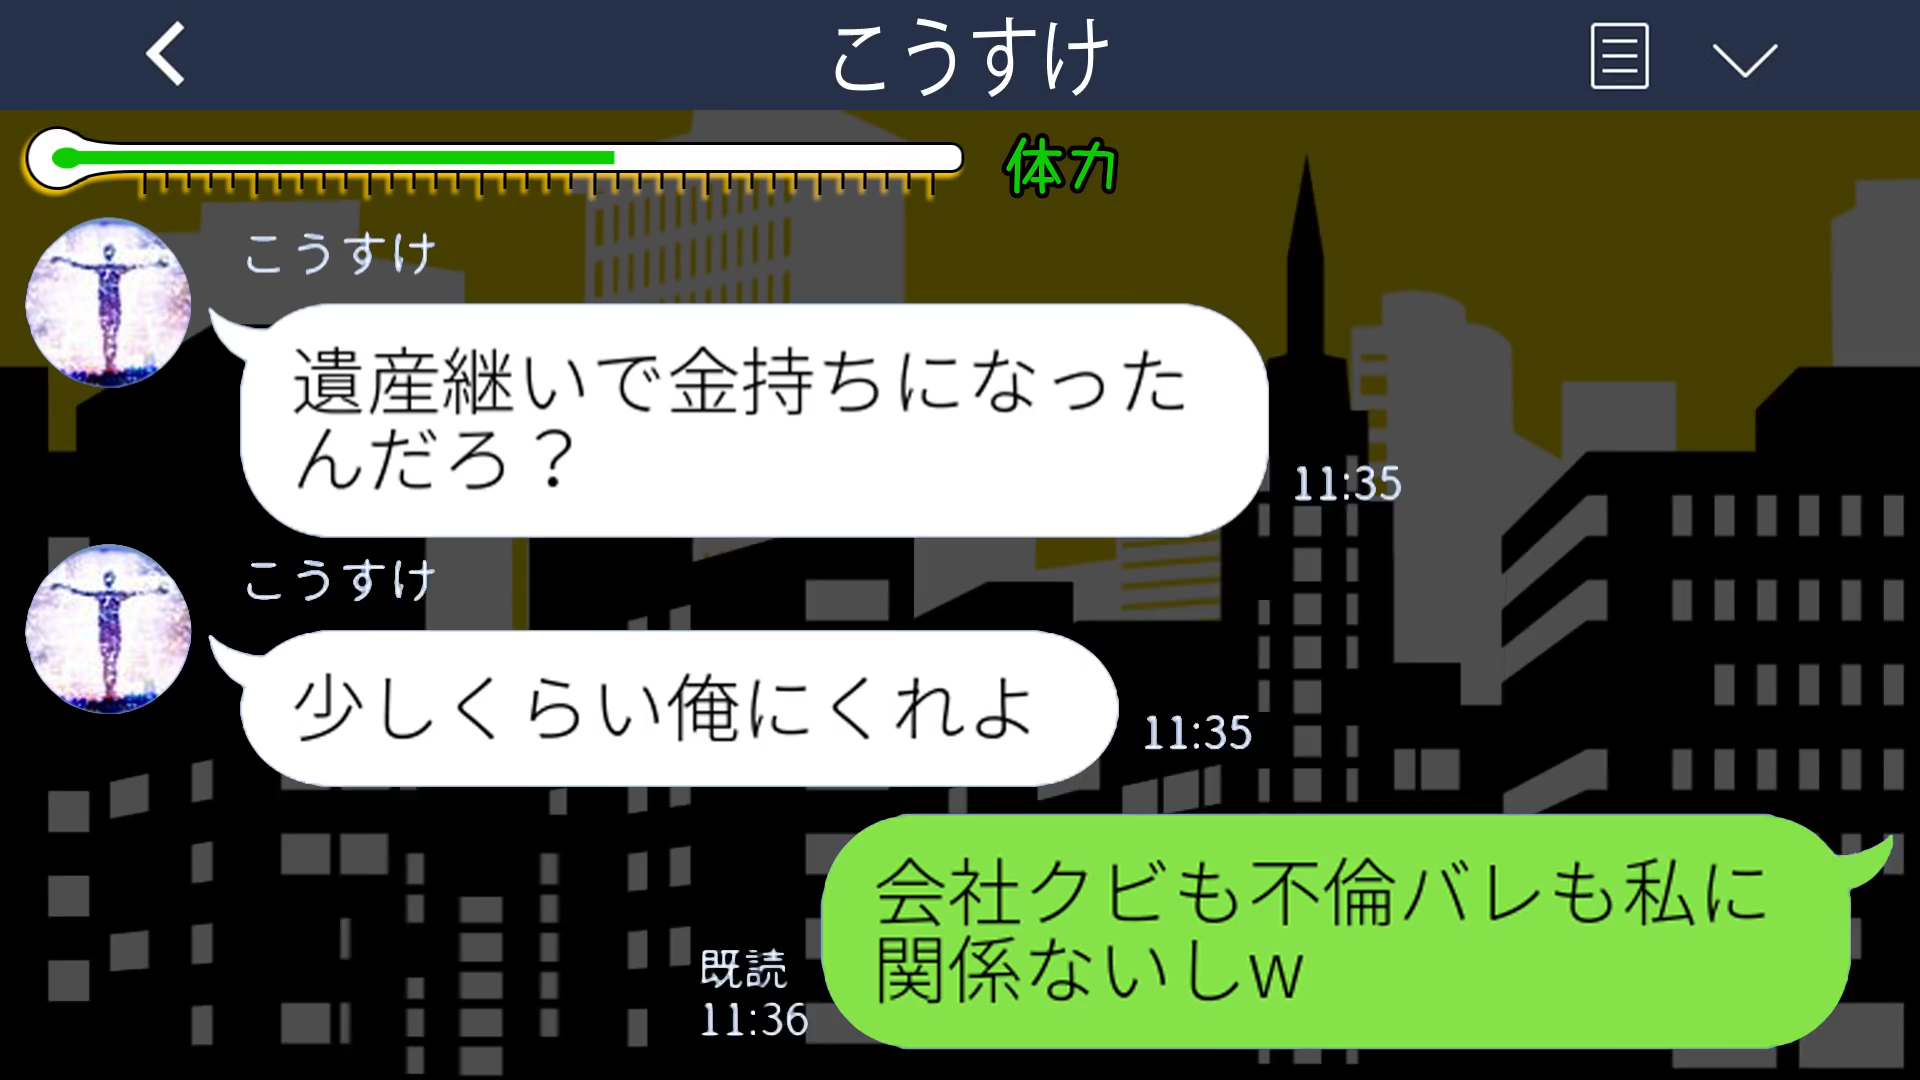 こうすけ
体力
こうすけ
遺産継いで金持ちになった
んだろ？
11:35
こうすけ
少しくらい俺にくれよ
11:35
会社クビも不倫バレも私に
関係ないしw
既読
11:36